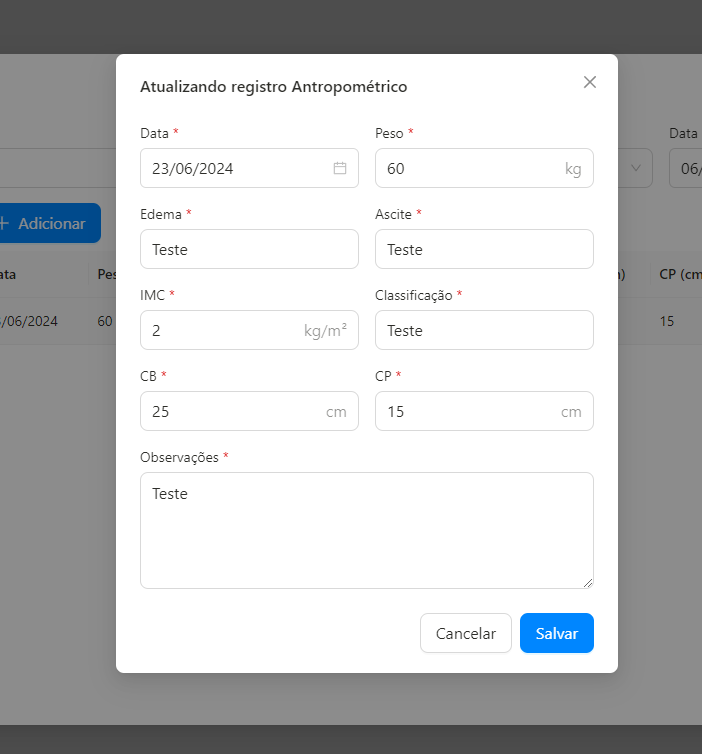 Atualizando registro Antropométrico
Data * Peso *
23/06/2024 60 kg
Edema * Ascite *
Teste Teste
IMC * Classificação *
2 kg/m² Teste
CB * CP *
25 cm 15 cm
Observações *
Teste
Cancelar Salvar
Data
06/
+ Adicionar
ata Pes ) CP (cm
/06/2024 60 15